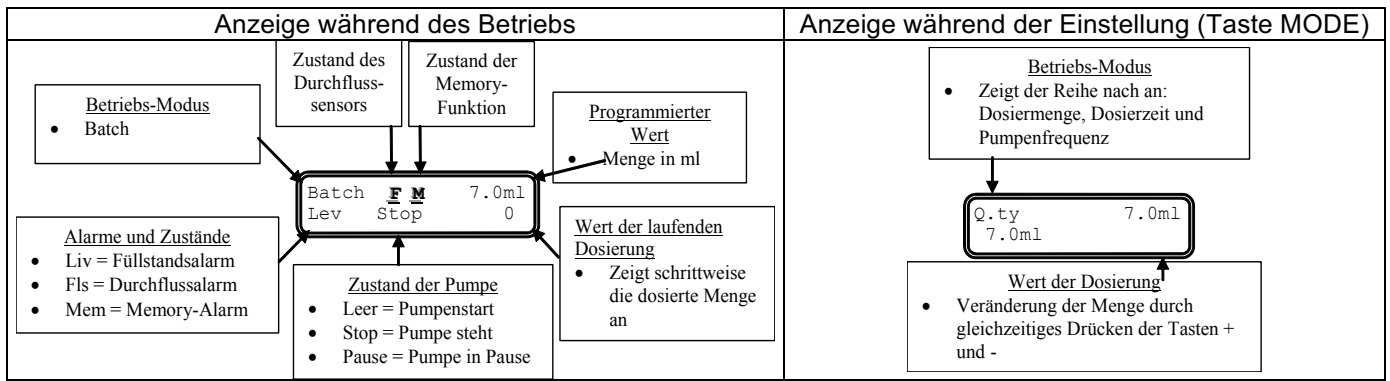 Anzeige während des Betriebs
Zustand des
Durchfluss-
sensors
Zustand der
Memory-
Funktion
Betriebs-Modus
• Batch
Programmierter
Wert
• Menge in ml
Batch F M 7.0ml
Lev Stop 0
Alarme und Zustände
• Liv = Füllstandsalarm
• Fls = Durchflussalarm
• Mem = Memory-Alarm
Zustand der Pumpe
• Leer = Pumpenstart
• Stop = Pumpe steht
• Pause = Pumpe in Pause
Wert der laufenden
Dosierung
• Zeigt schrittweise
die dosierte Menge
an
Anzeige während der Einstellung (Taste MODE)
Betriebs-Modus
• Zeigt der Reihe nach an:
Dosiermenge, Dosierzeit und
Pumpenfrequenz
Q.ty 7.0ml
7.0ml
Wert der Dosierung
• Veränderung der Menge durch
gleichzeitiges Drücken der Tasten +
und -